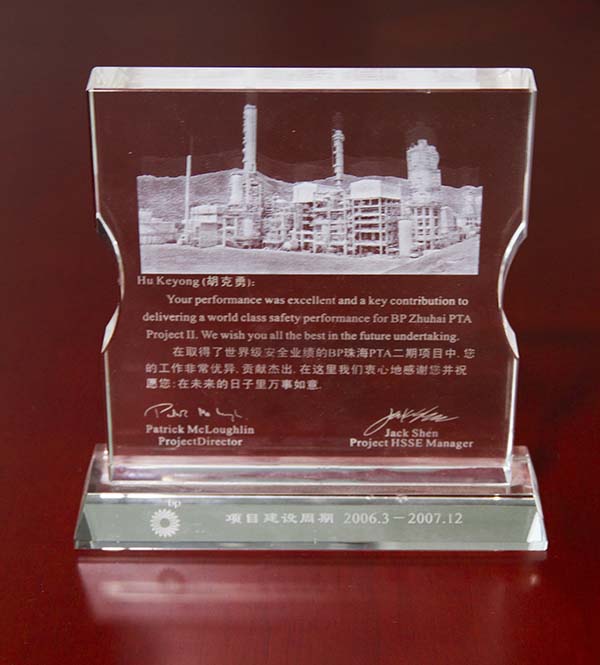 Hu Keyong (胡克勇):
Your performance was excellent and a key contribution to
delivering a world class safety performance for BP Zhuhai PTA
Project II. We wish you all the best in the future undertaking.
在取得了世界级安全业绩的BP珠海PTA二期项目中, 您
的工作非常优异, 贡献杰出, 在这里我们衷心地感谢您并祝
愿您: 在未来的日子里万事如意.
Patrick McLoughlin
ProjectDirector
Jack Shen
Jack Shen
Project HSSE Manager
bp
项目建设周期 2006.3－2007.12